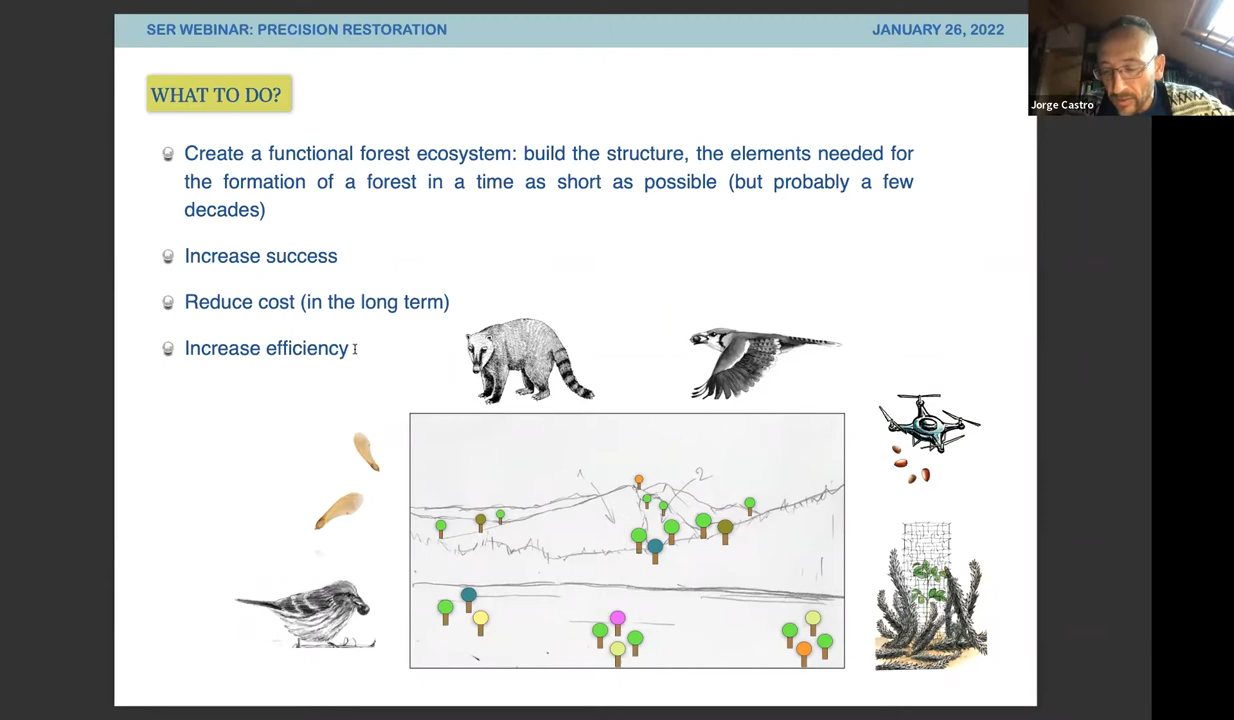 SER WEBINAR: PRECISION RESTORATION JANUARY 26, 2022
Jorge Castro
WHAT TO DO?
Create a functional forest ecosystem: build the structure, the elements needed for
the formation of a forest in a time as short as possible (but probably a few
decades)
Increase success
Reduce cost (in the long term)
Increase efficiency
1 2